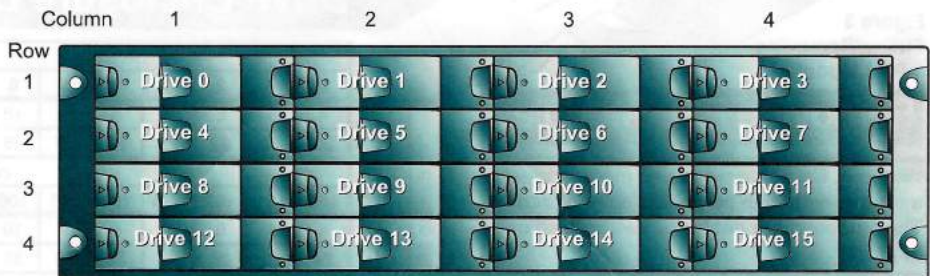 Column 1 2 3 4
Row
1 Drive 0 Drive 1 Drive 2 Drive 3
2 Drive 4 Drive 5 Drive 6 Drive 7
3 Drive 8 Drive 9 Drive 10 Drive 11
4 Drive 12 Drive 13 Drive 14 Drive 15